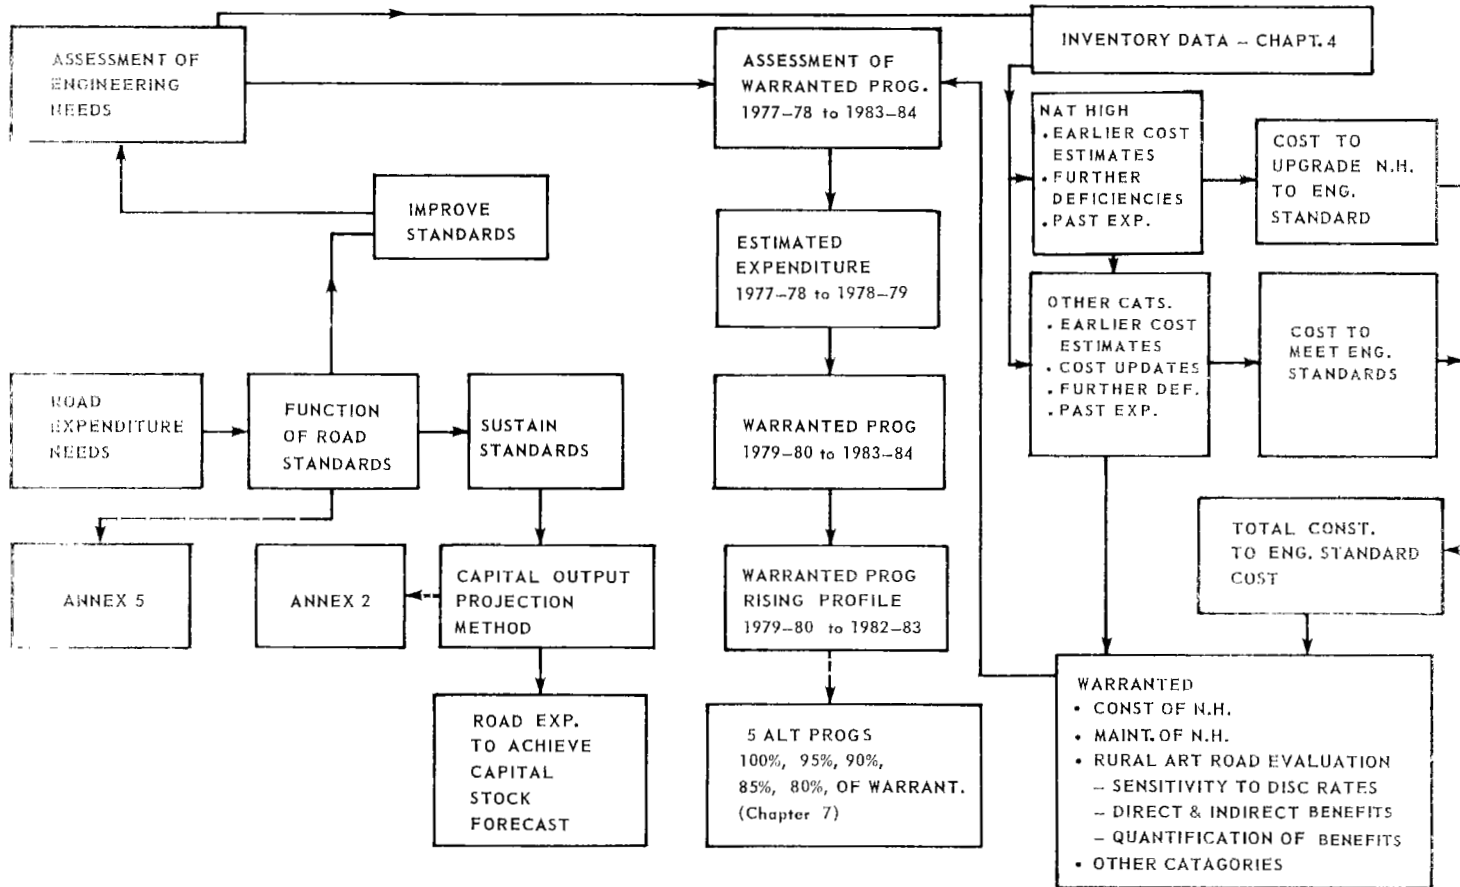 ASSESSMENT OF
ENGINEERING
NEEDS
IMPROVE
STANDARDS
ROAD
EXPENDITURE
NEEDS
FUNCTION
OF ROAD
STANDARDS
SUSTAIN
STANDARDS
ANNEX 5
ANNEX 2
CAPITAL OUTPUT
PROJECTION
METHOD
ROAD EXP.
TO ACHIEVE
CAPITAL
STOCK
FORECAST
ASSESSMENT OF
WARRANTED PROG.
1977–78 to 1983–84
ESTIMATED
EXPENDITURE
1977–78 to 1978–79
WARRANTED PROG
1979–80 to 1983–84
WARRANTED PROG
RISING PROFILE
1979–80 to 1982–83
5 ALT PROGS
100%, 95%, 90%,
85%, 80%, OF WARRANT.
(Chapter 7)
INVENTORY DATA – CHAPT. 4
NAT HIGH
• EARLIER COST
ESTIMATES
• FURTHER
DEFICIENCIES
• PAST EXP.
COST TO
UPGRADE N.H.
TO ENG.
STANDARD
OTHER CATS.
• EARLIER COST
ESTIMATES
• COST UPDATES
• FURTHER DEF.
• PAST EXP.
COST TO
MEET ENG.
STANDARDS
TOTAL CONST.
TO ENG. STANDARD
COST
WARRANTED
• CONST OF N.H.
• MAINT. OF N.H.
• RURAL ART ROAD EVALUATION
– SENSITIVITY TO DISC RATES
– DIRECT & INDIRECT BENEFITS
– QUANTIFICATION OF BENEFITS
• OTHER CATAGORIES